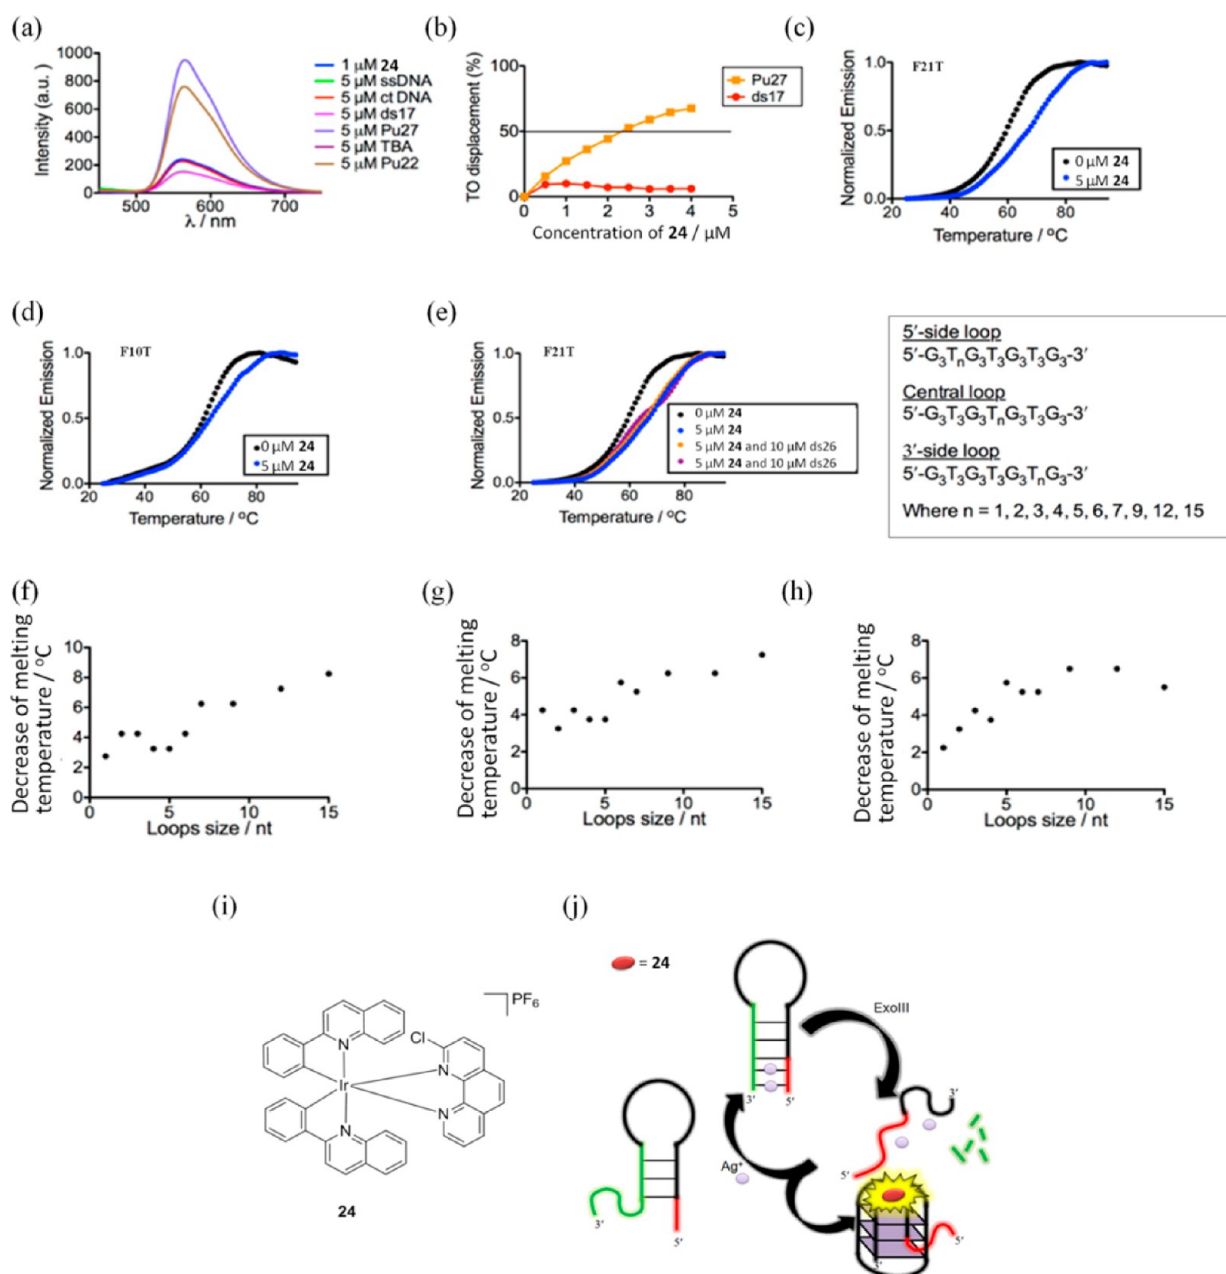 (a)
1000
800
600
400
200
0
Intensity (a.u. )
500
600
700
λ / nm
1 μM 24
5 μM ssDNA
5 μM ct DNA
5 μM ds17
5 μM Pu27
5 μM TBA
5 μM Pu22
(b)
TO displacement (%)
100
50
0
0
1
2
3
4
5
Concentration of 24 / μM
Pu27
ds17
(c)
F21T
Normalized Emission
1.0
0.5
0.0
20
40
60
80
Temperature / °C
0 μM 24
5 μM 24
(d)
F10T
Normalized Emission
1.0
0.5
0.0
20
40
60
80
Temperature / °C
0 μM 24
5 μM 24
(e)
F21T
Normalized Emission
1.0
0.5
0.0
20
40
60
80
Temperature / °C
0 μM 24
5 μM 24
5 μM 24 and 10 μM ds26
5 μM 24 and 10 μM ds26
5′-side loop
5′-G₃TₙG₃T₃G₃T₃G₃-3′
Central loop
5′-G₃T₃G₃TₙG₃T₃G₃-3′
3′-side loop
5′-G₃T₃G₃T₃G₃TₙG₃-3′
Where n = 1, 2, 3, 4, 5, 6, 7, 9, 12, 15
(f)
Decrease of melting
temperature / °C
10
8
6
4
2
0
0
5
10
15
Loops size / nt
(g)
Decrease of melting
temperature / °C
8
6
4
2
0
0
5
10
15
Loops size / nt
(h)
Decrease of melting
temperature / °C
8
6
4
2
0
0
5
10
15
Loops size / nt
(i)
PF₆
Cl
N
N
Ir
N
N
24
(j)
= 24
ExoIII
3′
5′
3′
5′
Ag⁺
3′
5′
5′
3′